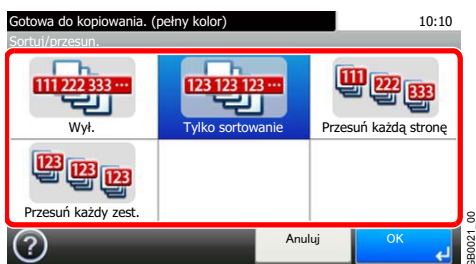 Gotowa do kopiowania. (pełny kolor) 10:10
Sortuj/przesun.
111 222 333 ··· 123 123 123 ··· 111 222 333
Wył. Tylko sortowanie Przesuń każdą stronę
123 123 123
Przesuń każdy zest.
? Anuluj OK